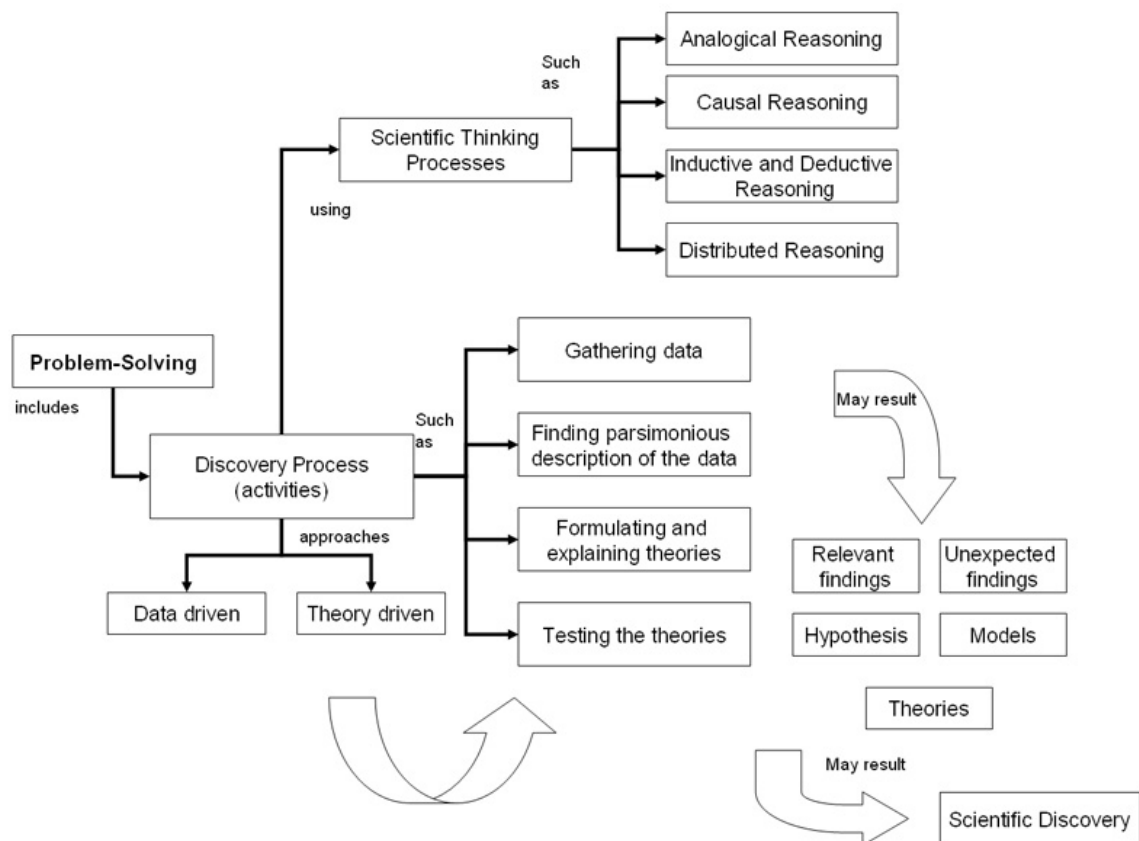 Analogical Reasoning
Such
as
Causal Reasoning
Scientific Thinking
Processes
Inductive and Deductive
Reasoning
using
Distributed Reasoning
Problem-Solving
includes
Gathering data
May result
Such
as
Finding parsimonious
description of the data
Discovery Process
(activities)
approaches
Formulating and
explaining theories
Relevant
findings
Unexpected
findings
Data driven
Theory driven
Testing the theories
Hypothesis
Models
Theories
May result
Scientific Discovery